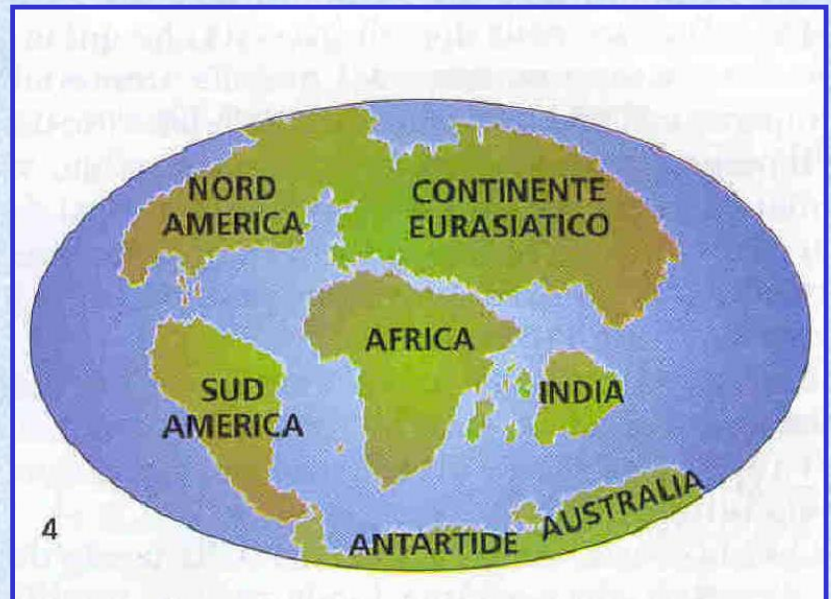 NORD
AMERICA
CONTINENTE
EURASIATICO
AFRICA
SUD
AMERICA
INDIA
AUSTRALIA
ANTARTIDE
4